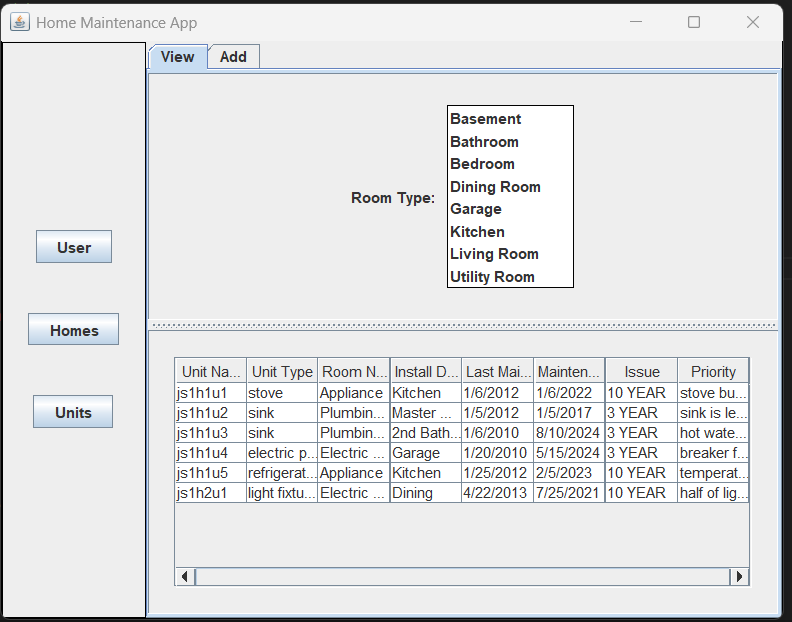 Home Maintenance App
View Add
Basement
Bathroom
Bedroom
Dining Room
Room Type:
Garage
Kitchen
Living Room
Utility Room
User
Homes
Units
Unit Na... Unit Type Room N... Install D... Last Mai... Mainten... Issue Priority
js1h1u1 stove Appliance Kitchen 1/6/2012 1/6/2022 10 YEAR stove bu...
js1h1u2 sink Plumbin... Master ... 1/5/2012 1/5/2017 3 YEAR sink is le...
js1h1u3 sink Plumbin... 2nd Bath... 1/6/2010 8/10/2024 3 YEAR hot wate...
js1h1u4 electric p... Electric ... Garage 1/20/2010 5/15/2024 3 YEAR breaker f...
js1h1u5 refrigerat... Appliance Kitchen 1/25/2012 2/5/2023 10 YEAR temperat...
js1h2u1 light fixtu... Electric ... Dining 4/22/2013 7/25/2021 10 YEAR half of lig...